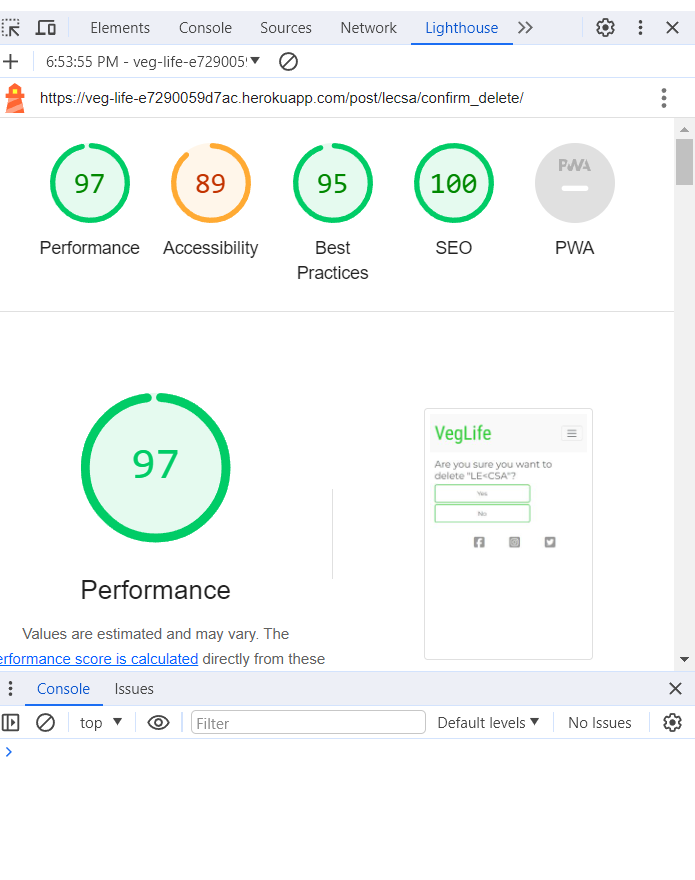 Elements Console Sources Network Lighthouse
6:53:55 PM - veg-life-e729005
https://veg-life-e7290059d7ac.herokuapp.com/post/lecsa/confirm_delete/
97 89 95 100 PWA
Performance Accessibility Best Practices SEO PWA
97
Performance
Values are estimated and may vary. The
erformance score is calculated directly from these
VegLife
Are you sure you want to
delete "LE<CSA"?
Yes
No
Console Issues
top Filter Default levels No Issues